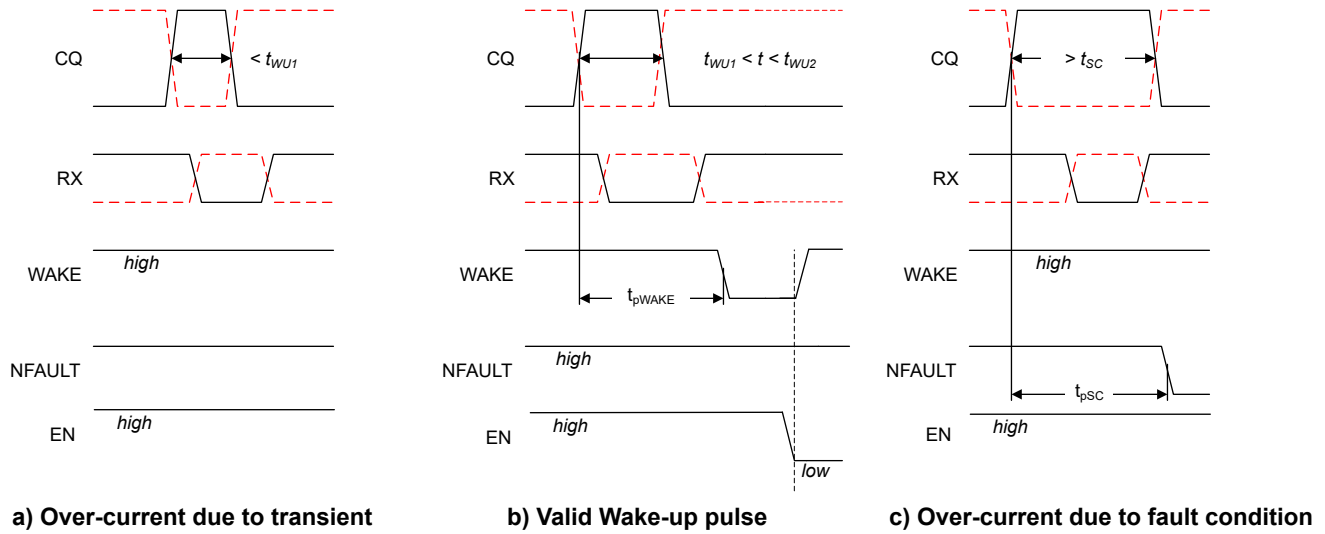 CQ
< tWU1
RX
WAKE
high
NFAULT
EN
high
a) Over-current due to transient
CQ
tWU1 < t < tWU2
RX
WAKE
tpWAKE
NFAULT
high
EN
high
low
b) Valid Wake-up pulse
CQ
> tSC
RX
WAKE
high
NFAULT
tpSC
EN
high
c) Over-current due to fault condition